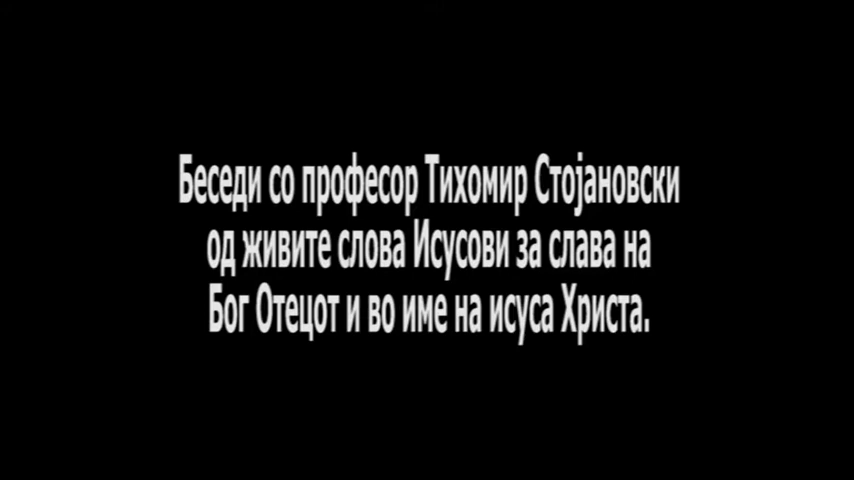 Беседи со професор Тихомир Стојановски
од живите слова Исусови за слава на
Бог Отецот и во име на исуса Христа.